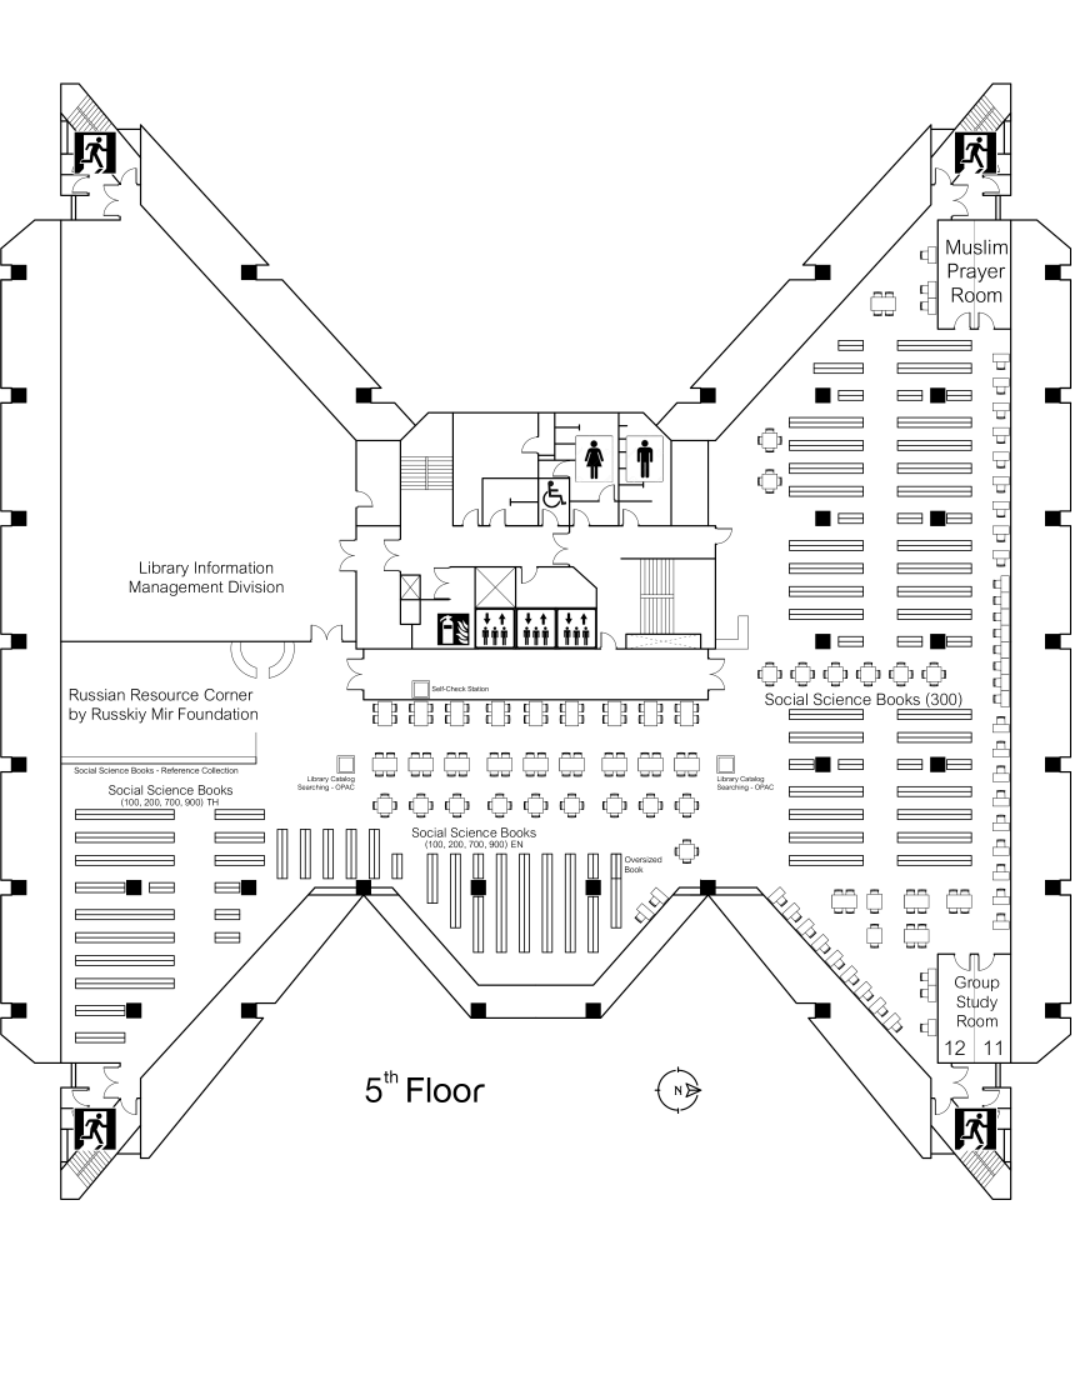 Muslim
Prayer
Room
Library Information
Management Division
Russian Resource Corner
by Russkiy Mir Foundation
Self-Check Station
Social Science Books (300)
Social Science Books - Reference Collection
Library Catalog
Searching - OPAC
Library Catalog
Searching - OPAC
Social Science Books
(100, 200, 700, 900) TH
Social Science Books
(100, 200, 700, 900) EN
Oversized
Book
Group
Study
Room
12 11
5th Floor
N